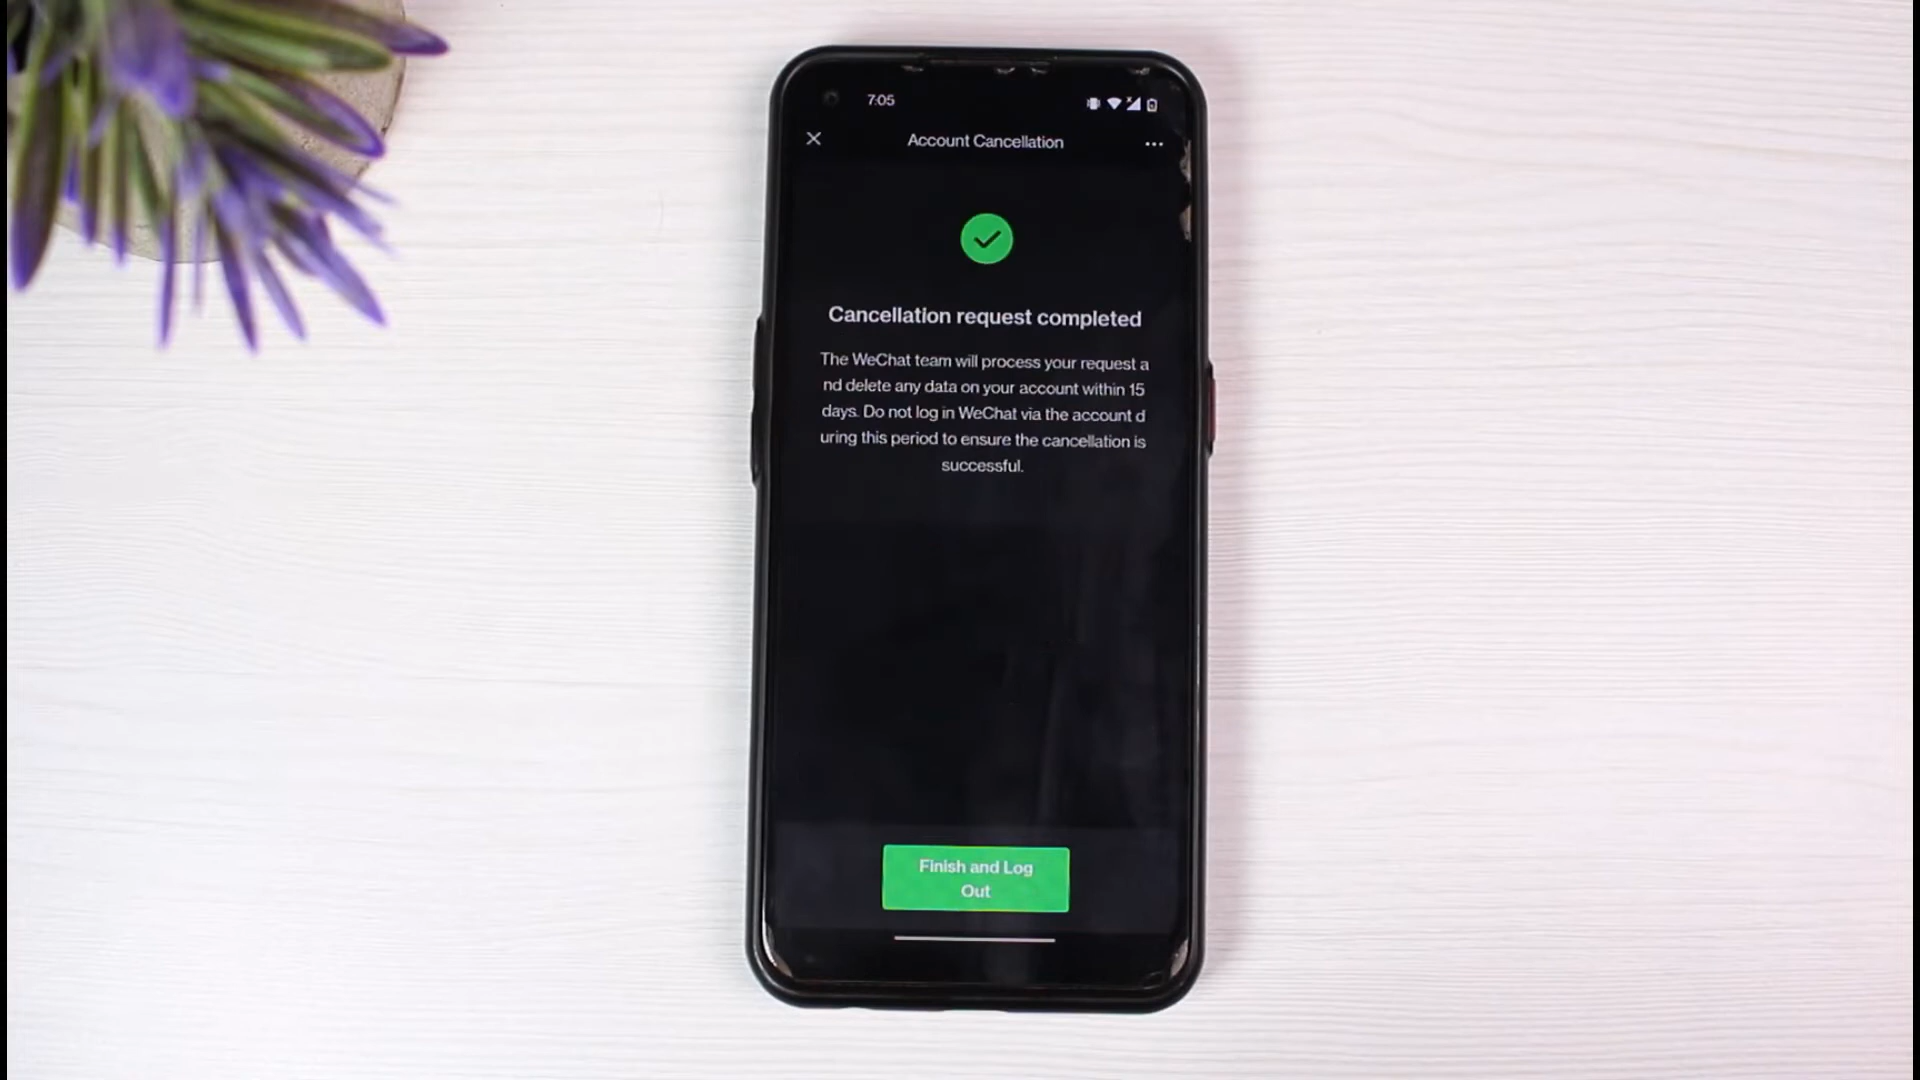 7:05
Account Cancellation
Cancellation request completed
The WeChat team will process your request a
nd delete any data on your account within 15
days. Do not log in WeChat via the account d
uring this period to ensure the cancellation is
successful.
Finish and Log
Out